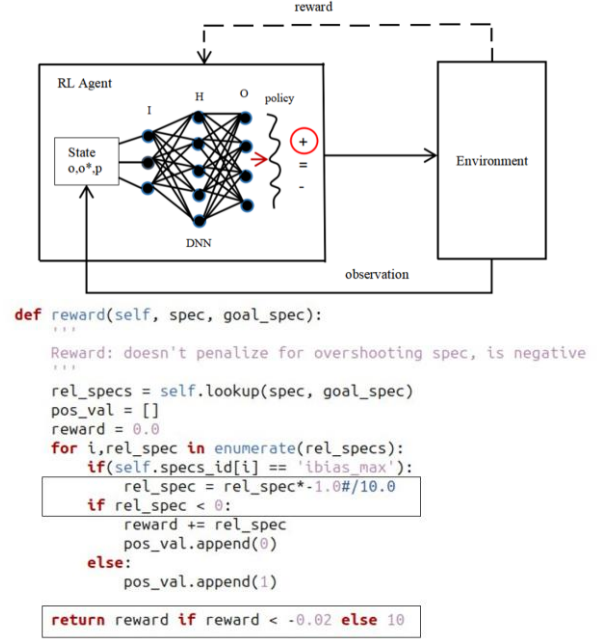 reward
RL Agent
I
H
O
policy
State
o,o*,p
+
=
-
Environment
DNN
observation
def reward(self, spec, goal_spec):
'''
Reward: doesn't penalize for overshooting spec, is negative
'''
rel_specs = self.lookup(spec, goal_spec)
pos_val = []
reward = 0.0
for i,rel_spec in enumerate(rel_specs):
if(self.specs_id[i] == 'ibias_max'):
rel_spec = rel_spec*-1.0#/10.0
if rel_spec < 0:
reward += rel_spec
pos_val.append(0)
else:
pos_val.append(1)
return reward if reward < -0.02 else 10